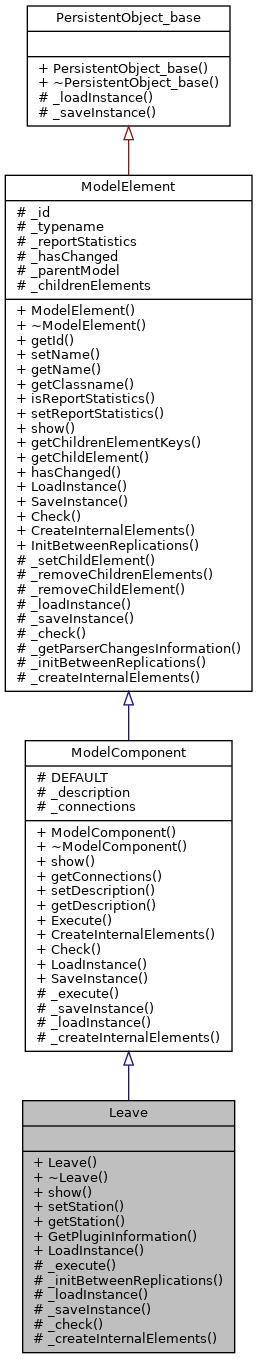 PersistentObject_base
+ PersistentObject_base()
+ ~PersistentObject_base()
# _loadInstance()
# _saveInstance()
ModelElement
# _id
# _typename
# _reportStatistics
# _hasChanged
# _parentModel
# _childrenElements
+ ModelElement()
+ ~ModelElement()
+ getId()
+ setName()
+ getName()
+ getClassname()
+ isReportStatistics()
+ setReportStatistics()
+ show()
+ getChildrenElementKeys()
+ getChildElement()
+ hasChanged()
+ LoadInstance()
+ SaveInstance()
+ Check()
+ CreateInternalElements()
+ InitBetweenReplications()
# _setChildElement()
# _removeChildrenElements()
# _removeChildElement()
# _loadInstance()
# _saveInstance()
# _check()
# _getParserChangesInformation()
# _initBetweenReplications()
# _createInternalElements()
ModelComponent
# DEFAULT
# _description
# _connections
+ ModelComponent()
+ ~ModelComponent()
+ show()
+ getConnections()
+ setDescription()
+ getDescription()
+ Execute()
+ CreateInternalElements()
+ Check()
+ LoadInstance()
+ SaveInstance()
# _execute()
# _saveInstance()
# _loadInstance()
# _createInternalElements()
Leave
+ Leave()
+ ~Leave()
+ show()
+ setStation()
+ getStation()
+ GetPluginInformation()
+ LoadInstance()
# _execute()
# _initBetweenReplications()
# _loadInstance()
# _saveInstance()
# _check()
# _createInternalElements()